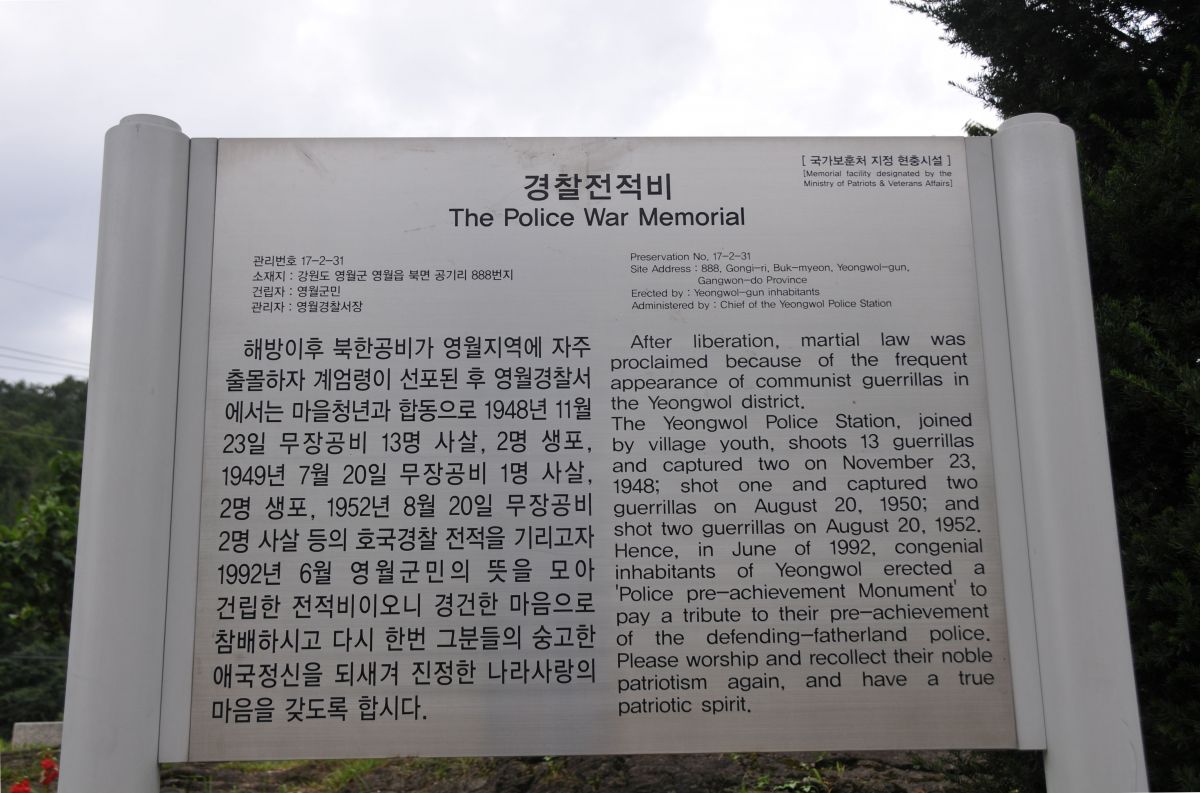 [ 국가보훈처 지정 현충시설 ]
[Memorial facility designated by the
Ministry of Patriots & Veterans Affairs]
경찰전적비
The Police War Memorial
관리번호 17-2-31
소재지 : 강원도 영월군 영월읍 북면 공기리 888번지
건립자 : 영월군민
관리자 : 영월경찰서장
해방이후 북한공비가 영월지역에 자주
출몰하자 계엄령이 선포된 후 영월경찰서
에서는 마을청년과 합동으로 1948년 11월
23일 무장공비 13명 사살, 2명 생포,
1949년 7월 20일 무장공비 1명 사살,
2명 생포, 1952년 8월 20일 무장공비
2명 사살 등의 호국경찰 전적을 기리고자
1992년 6월 영월군민의 뜻을 모아
건립한 전적비이오니 경건한 마음으로
참배하시고 다시 한번 그분들의 숭고한
애국정신을 되새겨 진정한 나라사랑의
마음을 갖도록 합시다.
Preservation No, 17-2-31
Site Address : 888, Gongi-ri, Buk-myeon, Yeongwol-gun,
Gangwon-do Province
Erected by : Yeongwol-gun inhabitants
Administered by : Chief of the Yeongwol Police Station
After liberation, martial law was
proclaimed because of the frequent
appearance of communist guerrillas in
the Yeongwol district.
The Yeongwol Police Station, joined
by village youth, shoots 13 guerrillas
and captured two on November 23,
1948; shot one and captured two
guerrillas on August 20, 1950; and
shot two guerrillas on August 20, 1952.
Hence, in June of 1992, congenial
inhabitants of Yeongwol erected a
'Police pre-achievement Monument' to
pay a tribute to their pre-achievement
of the defending-fatherland police.
Please worship and recollect their noble
patriotism again, and have a true
patriotic spirit.